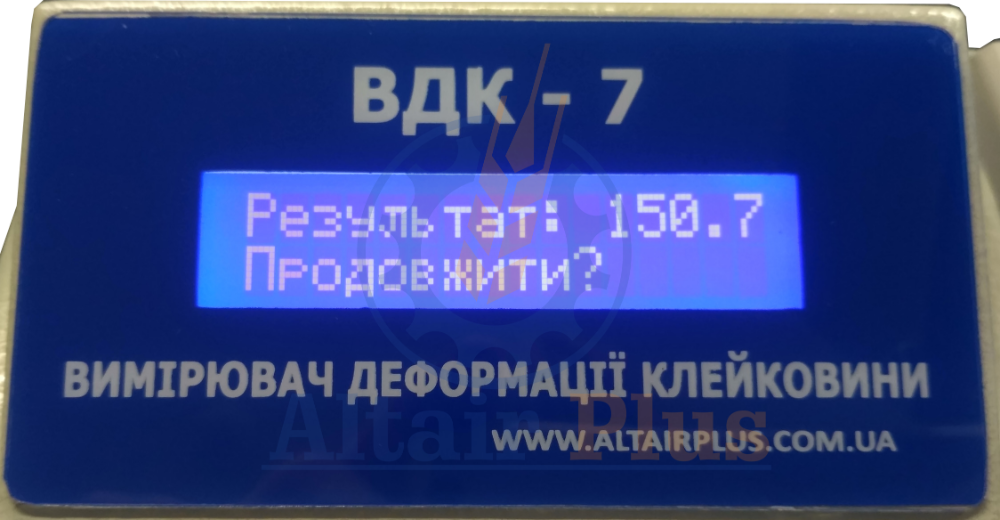 ВДК - 7
Результат: 150.7
Продовжити?
ВИМІРЮВАЧ ДЕФОРМАЦІЇ КЛЕЙКОВИНИ
Altair Plus
WWW.ALTAIRPLUS.COM.UA